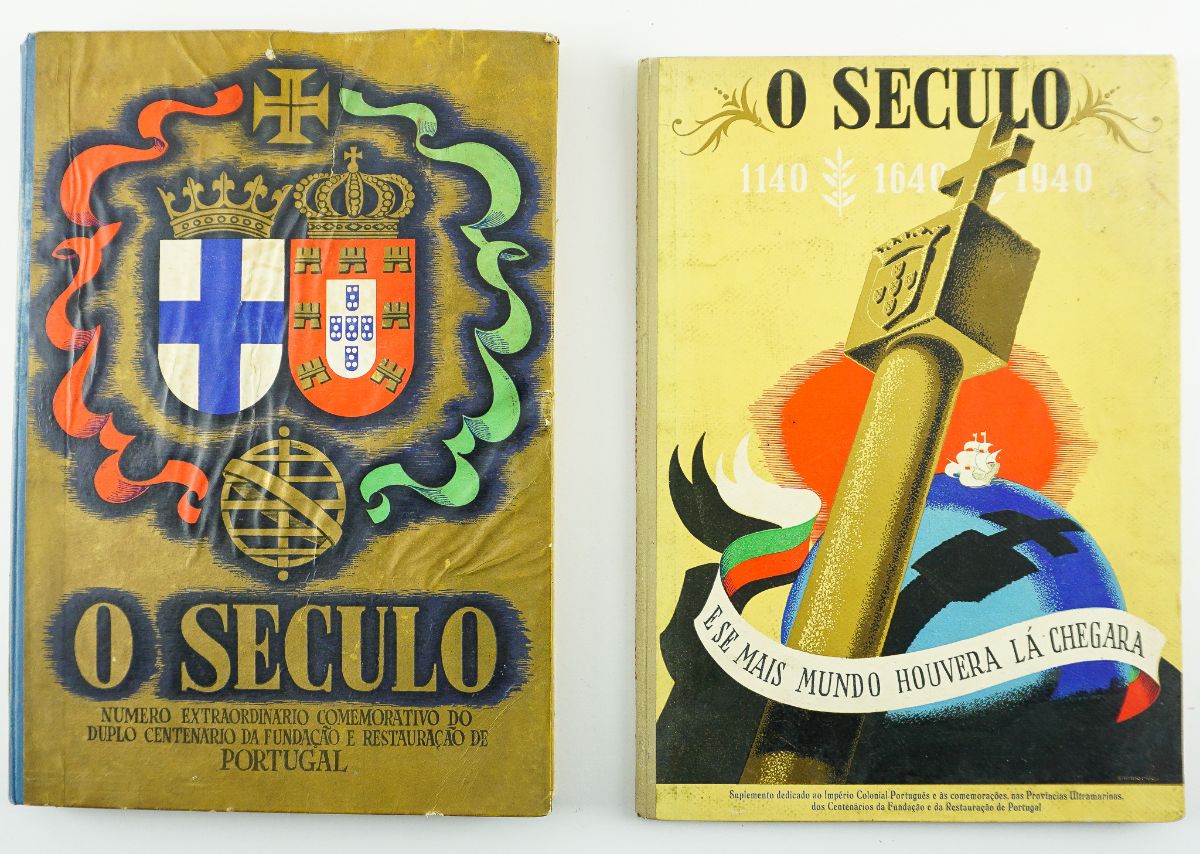 O SECULO
NUMERO EXTRAORDINARIO COMEMORATIVO DO
DUPLO CENTENARIO DA FUNDAÇÃO E RESTAURAÇÃO DE
PORTUGAL
O SECULO
1140 1640 1940
E SE MAIS MUNDO HOUVERA LÁ CHEGARA
Suplemento dedicado ao Império Colonial Português e às comemorações, nas Províncias Ultramarinas,
dos Centenários da Fundação e da Restauração de Portugal